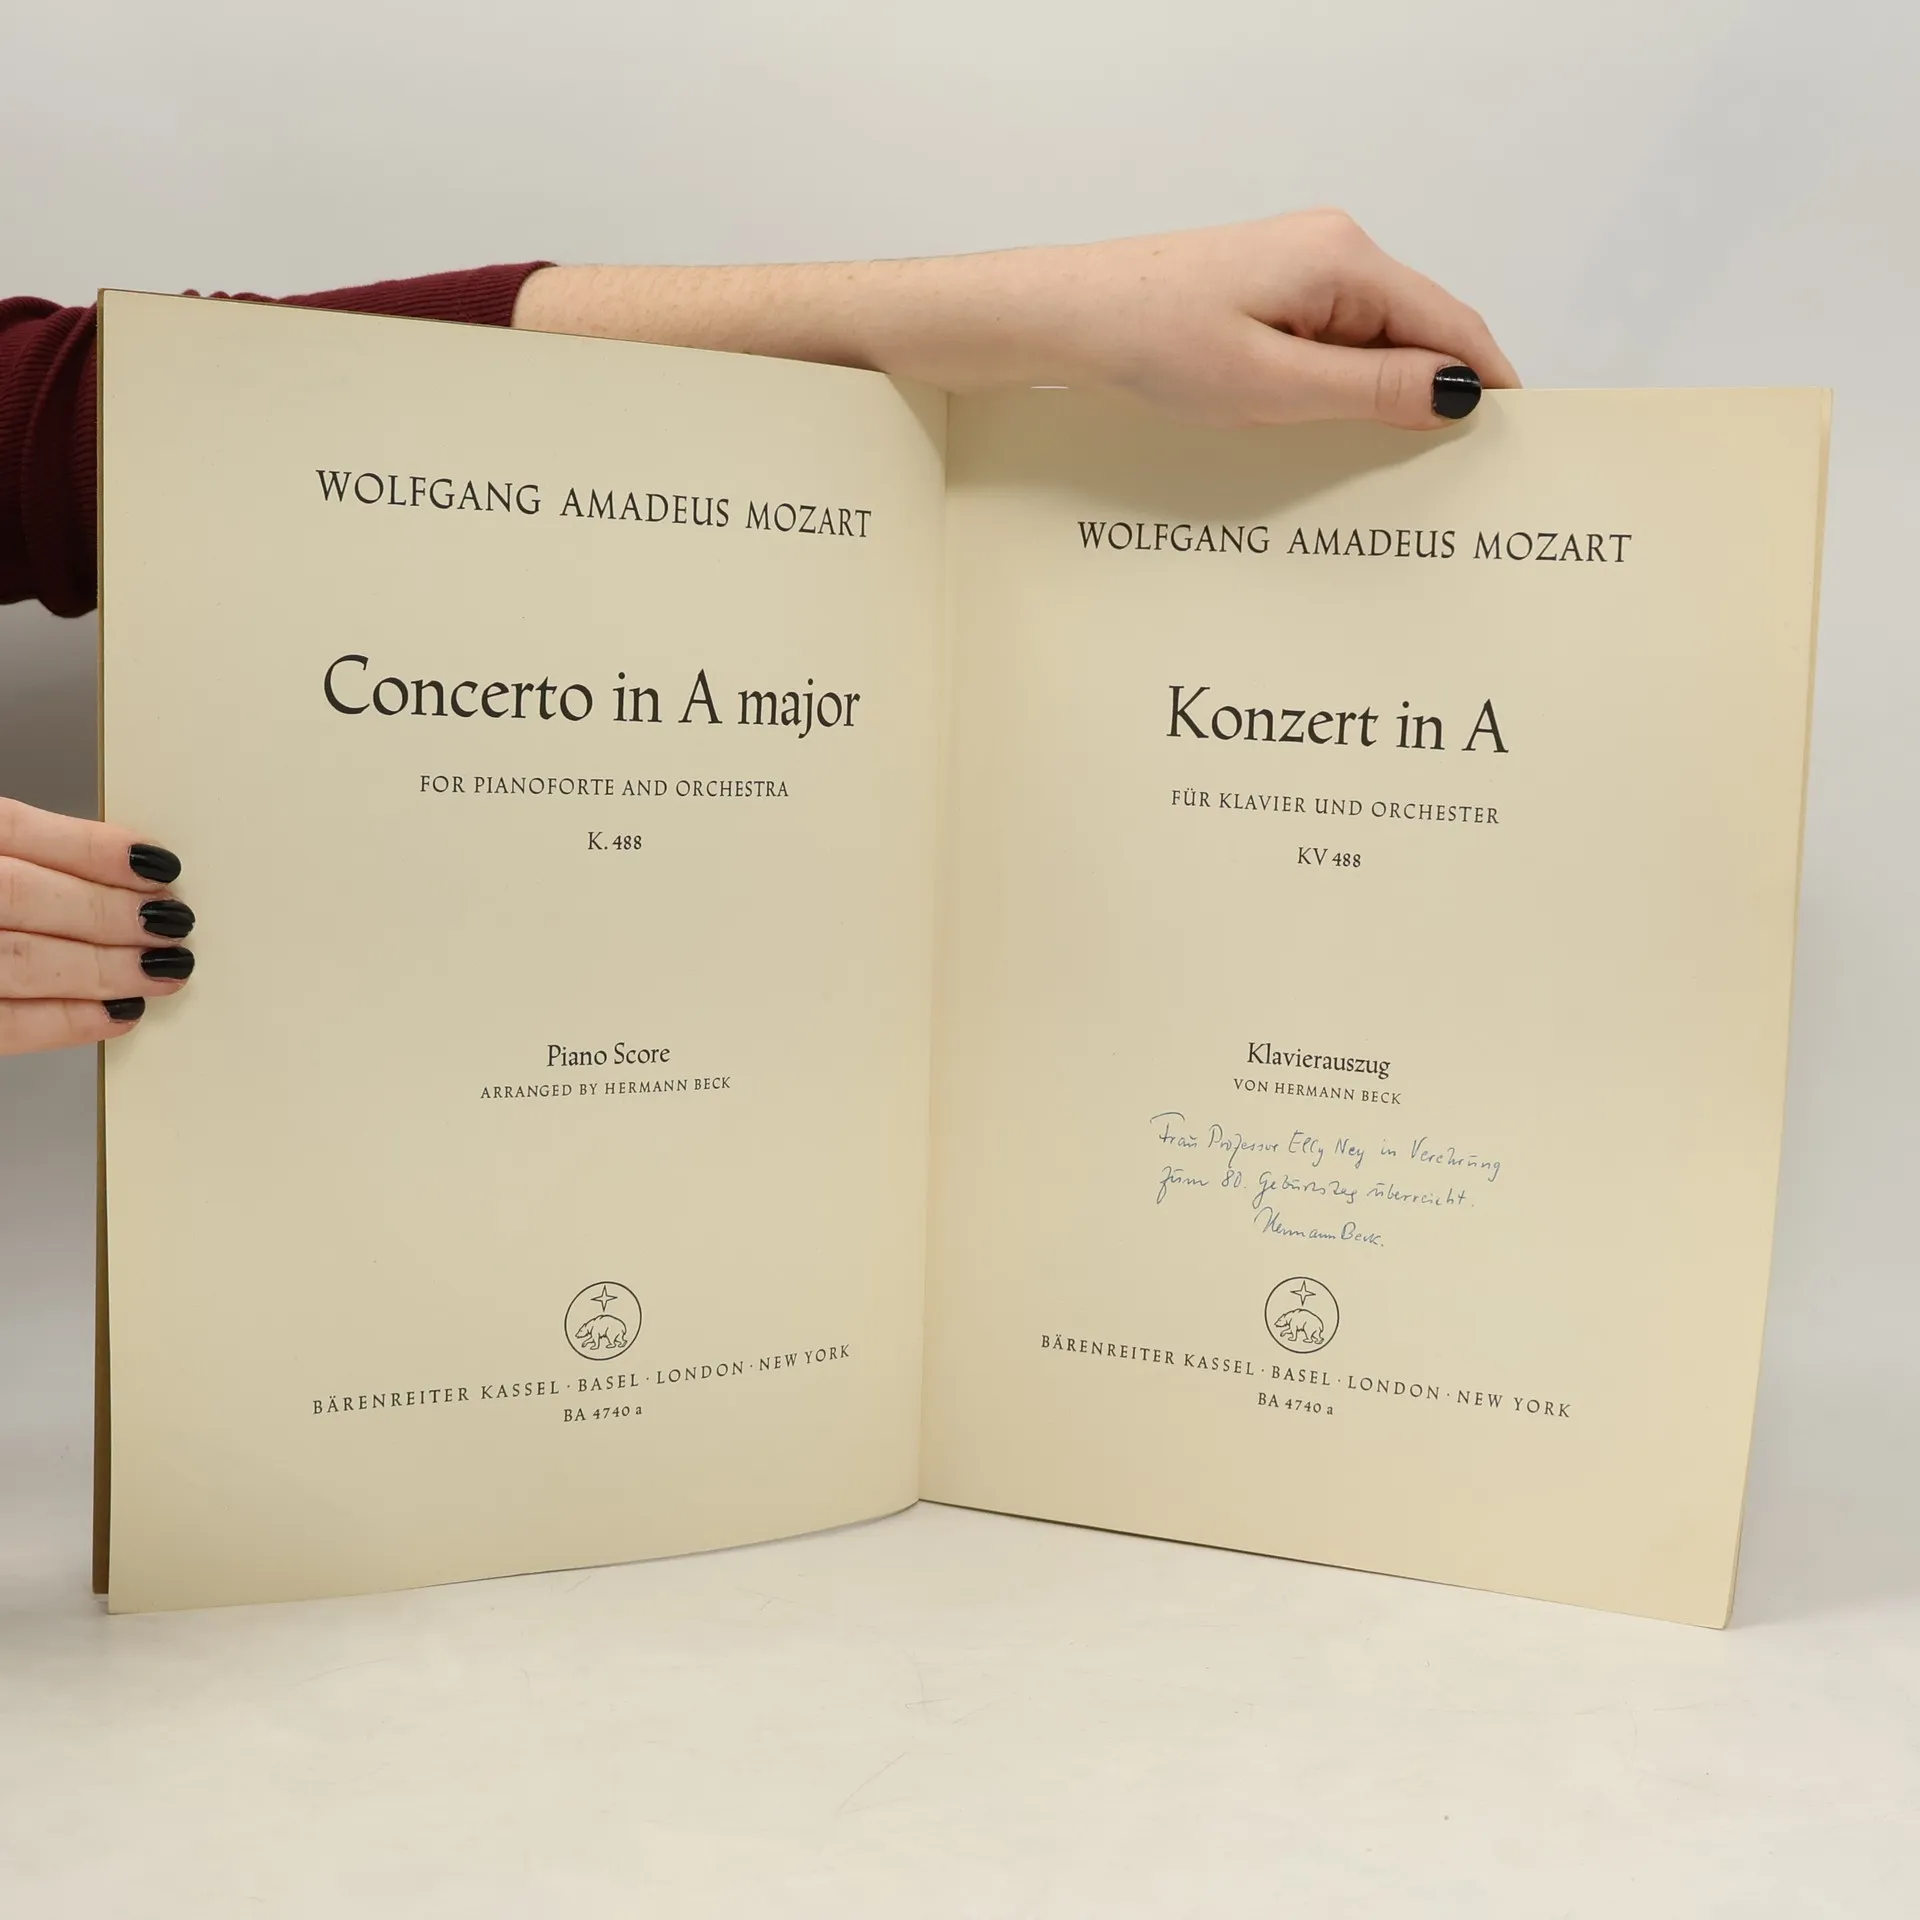 WOLFGANG AMADEUS MOZART
Concerto in A major
FOR PIANOFORTE AND ORCHESTRA
K. 488
Piano Score
ARRANGED BY HERMANN BECK
BÄRENREITER KASSEL · BASEL · LONDON · NEW YORK
BA 4740 a
WOLFGANG AMADEUS MOZART
Konzert in A
FÜR KLAVIER UND ORCHESTER
KV 488
Klavierauszug
VON HERMANN BECK
Frau Professor Elly Ney in Verehrung
zum 80. Geburtstag überreicht.
Hermann Beck.
BÄRENREITER KASSEL · BASEL · LONDON · NEW YORK
BA 4740 a